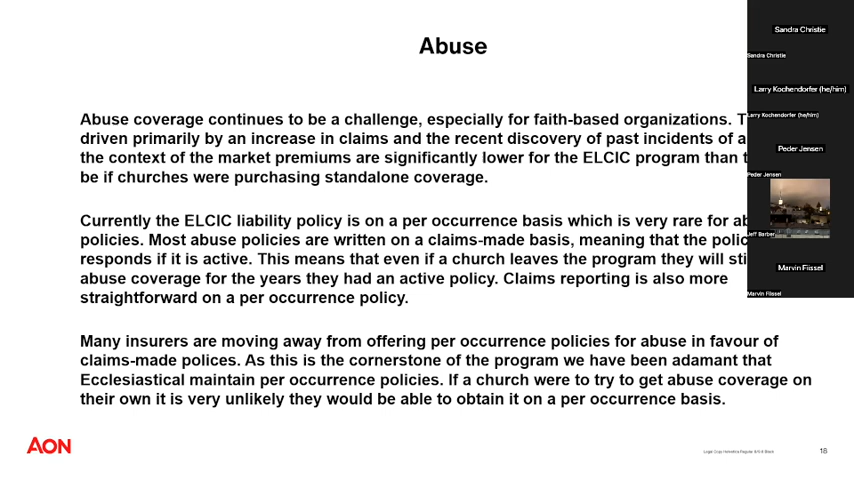 Abuse
Abuse coverage continues to be a challenge, especially for faith-based organizations.
driven primarily by an increase in claims and the recent discovery of past incidents of
the context of the market premiums are significantly lower for the ELCIC program than
be if churches were purchasing standalone coverage.
Currently the ELCIC liability policy is on a per occurrence basis which is very rare for
policies. Most abuse policies are written on a claims-made basis, meaning that the
responds if it is active. This means that even if a church leaves the program they will
abuse coverage for the years they had an active policy. Claims reporting is also more
straightforward on a per occurrence policy.
Many insurers are moving away from offering per occurrence policies for abuse in favour of
claims-made polices. As this is the cornerstone of the program we have been adamant that
Ecclesiastical maintain per occurrence policies. If a church were to try to get abuse coverage on
their own it is very unlikely they would be able to obtain it on a per occurrence basis.
AON
18
Sandra Christie
Sandra Christie
Larry Kochendorfer (he/him)
Larry Kochendorfer (he/him)
Peder Jensen
Peder Jensen
Jeff Barber
Marvin Flissel
Marvin Flissel